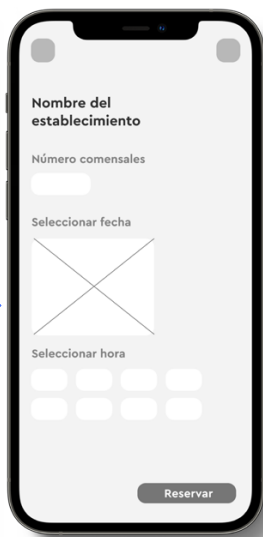 Nombre del
establecimiento
Número comensales
Seleccionar fecha
Seleccionar hora
Reservar